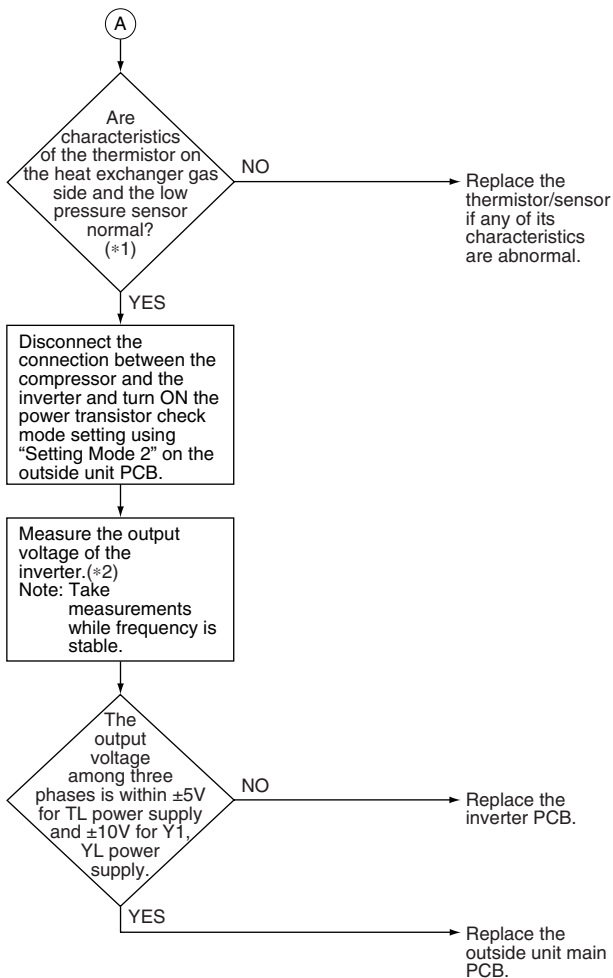 A
Are
characteristics
of the thermistor on
the heat exchanger gas
side and the low
pressure sensor
normal?
(*1)
NO
Replace the
thermistor/sensor
if any of its
characteristics
are abnormal.
YES
Disconnect the
connection between the
compressor and the
inverter and turn ON the
power transistor check
mode setting using
“Setting Mode 2” on the
outside unit PCB.
Measure the output
voltage of the
inverter.(*2)
Note: Take
measurements
while frequency is
stable.
The
output
voltage
among three
phases is within ±5V
for TL power supply
and ±10V for Y1,
YL power
supply.
NO
Replace the
inverter PCB.
YES
Replace the
outside unit main
PCB.